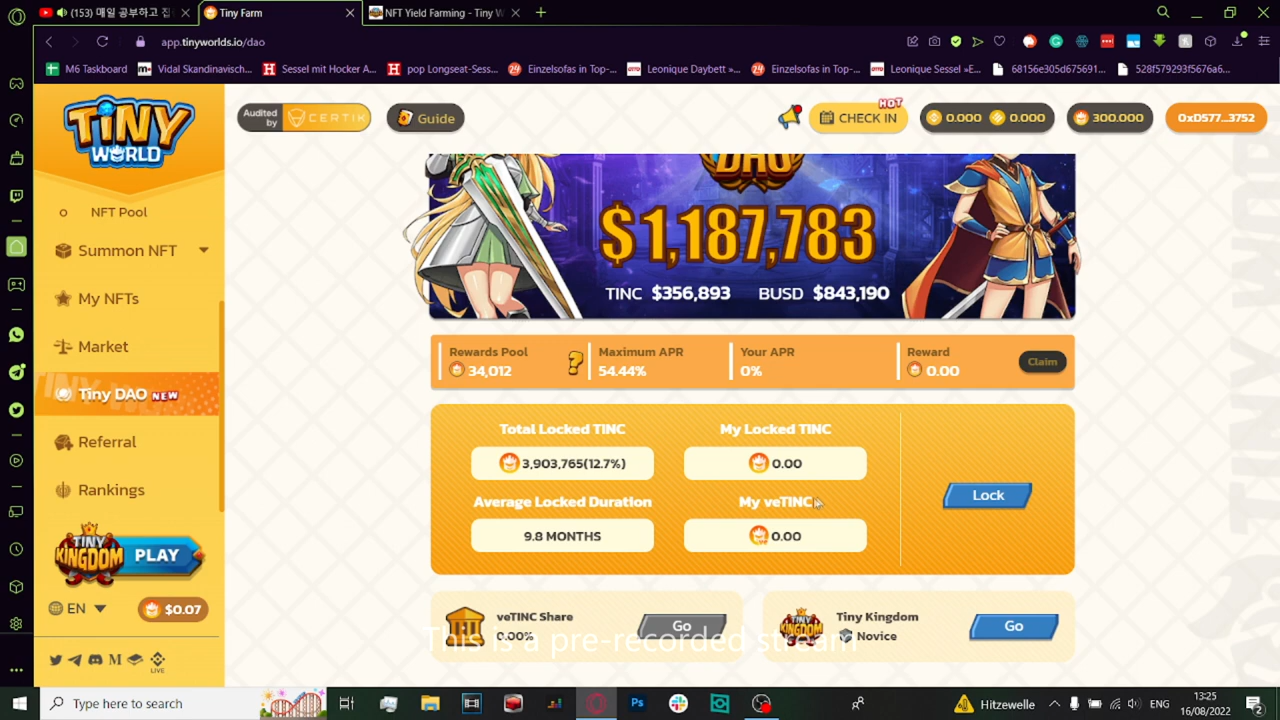 (153) 매일 공부하고 집
Tiny Farm
NFT Yield Farming - Tiny W
app.tinyworlds.io/dao
M6 Taskboard
Vidal Skandinavisch...
Sessel mit Hocker A...
pop Longseat-Sess...
Einzelsofas in Top-...
Leonique Daybett »...
Einzelsofas in Top-...
Leonique Sessel »E...
68156e305d675691...
528f579293f5676a6...
TINY
WORLD
Audited by
CERTIK
Guide
HOT
CHECK IN
0.000
0.000
300.000
0xD577...3752
NFT Pool
Summon NFT
My NFTs
Market
Tiny DAO NEW
Referral
Rankings
TINY
KINGDOM
PLAY
EN
$0.07
LIVE
DAO
$1,187,783
TINC $356,893 BUSD $843,190
Rewards Pool
34,012
Maximum APR
54.44%
Your APR
0%
Reward
0.00
Claim
Total Locked TINC
3,903,765(12.7%)
My Locked TINC
0.00
Average Locked Duration
9.8 MONTHS
My veTINC
0.00
Lock
veTINC Share
0.00%
Go
TINY
KINGDOM
Tiny Kingdom
Novice
Go
This is a pre-recorded stream
Type here to search
Ps
Hitzewelle
ENG
13:25
16/08/2022
2